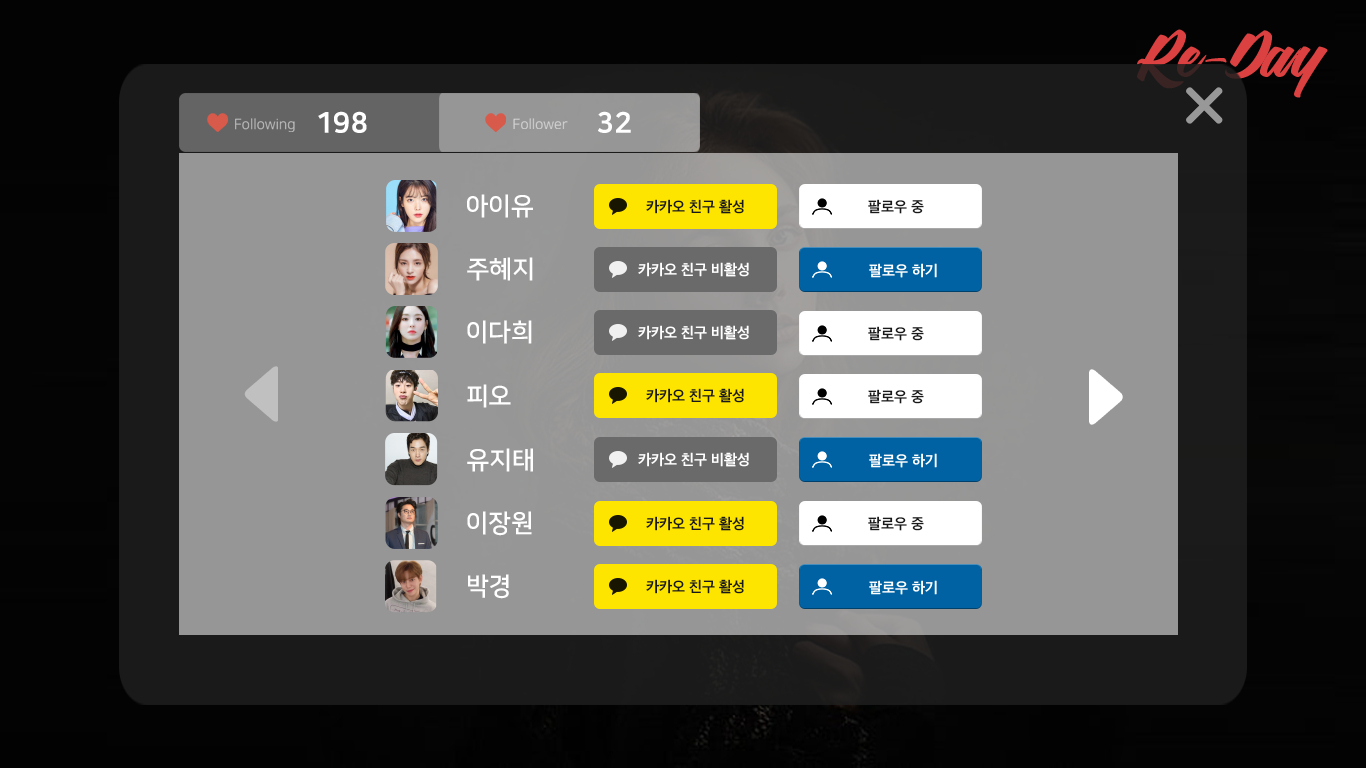 Re-Day
Following 198
Follower 32
아이유 카카오 친구 활성 팔로우 중
주혜지 카카오 친구 비활성 팔로우 하기
이다희 카카오 친구 비활성 팔로우 중
피오 카카오 친구 활성 팔로우 중
유지태 카카오 친구 비활성 팔로우 하기
이장원 카카오 친구 활성 팔로우 중
박경 카카오 친구 활성 팔로우 하기